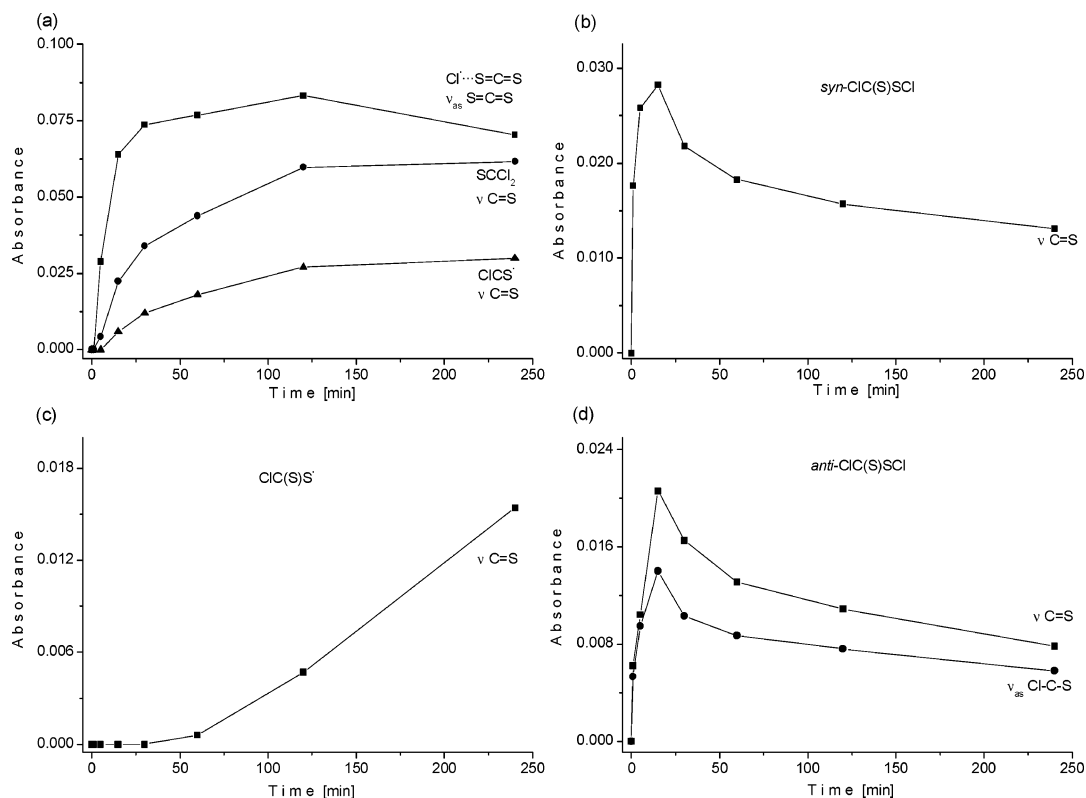 (a)
0.100
0.075
0.050
0.025
0.000
Absorbance
Cl˙···S=C=S
νas S=C=S
SCCl2
ν C=S
ClCS˙
ν C=S
0 50 100 150 200 250
Time [min]
(b)
0.030
0.020
0.010
0.000
Absorbance
syn-ClC(S)SCl
ν C=S
0 50 100 150 200 250
Time [min]
(c)
0.018
0.012
0.006
0.000
Absorbance
ClC(S)S˙
ν C=S
0 50 100 150 200 250
Time [min]
(d)
0.024
0.016
0.008
0.000
Absorbance
anti-ClC(S)SCl
ν C=S
νas Cl-C-S
0 50 100 150 200 250
Time [min]